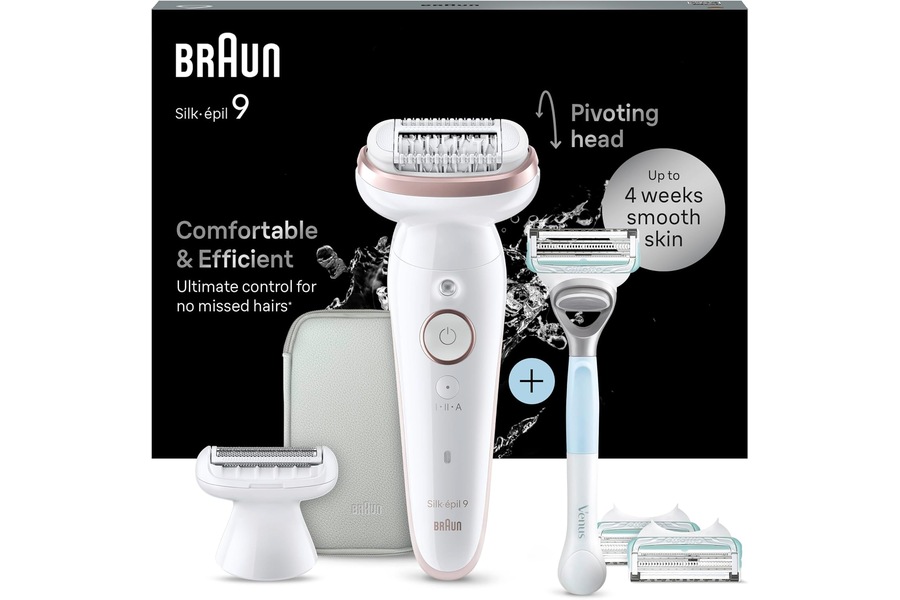 BRAUN
Silk·épil 9
Pivoting
head
Up to
4 weeks
smooth
skin
Comfortable
& Efficient
Ultimate control for
no missed hairs*
I·II·A
Silk·épil 9
BRAUN
BRAUN
Venus